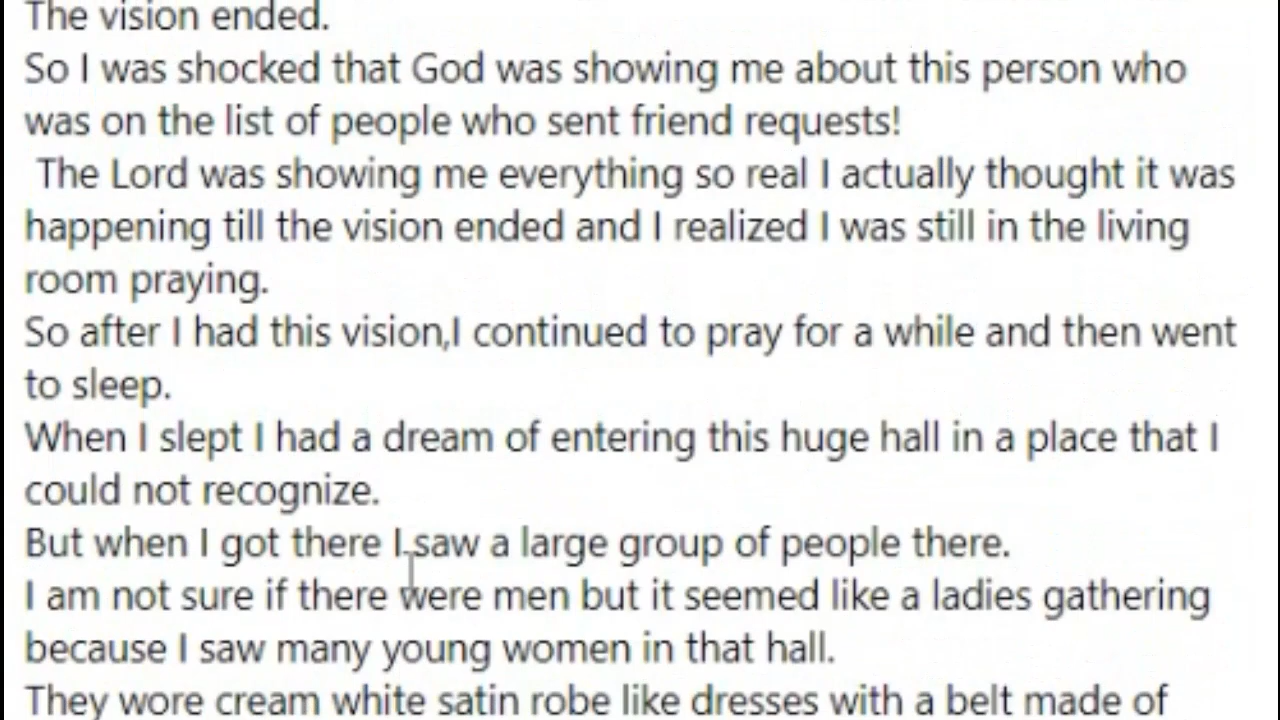 The vision ended.
So I was shocked that God was showing me about this person who
was on the list of people who sent friend requests!
The Lord was showing me everything so real I actually thought it was
happening till the vision ended and I realized I was still in the living
room praying.
So after I had this vision,I continued to pray for a while and then went
to sleep.
When I slept I had a dream of entering this huge hall in a place that I
could not recognize.
But when I got there I saw a large group of people there.
I am not sure if there were men but it seemed like a ladies gathering
because I saw many young women in that hall.
They wore cream white satin robe like dresses with a belt made of